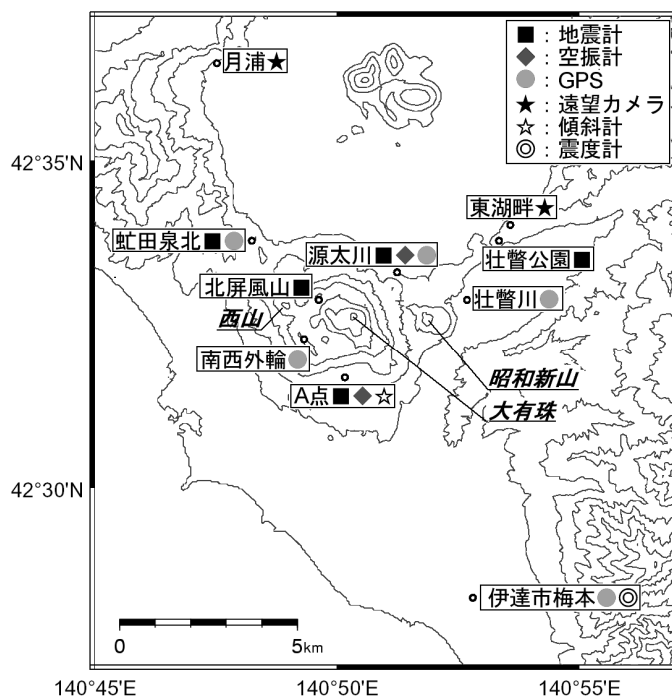 ■：地震計
◆：空振計
●：GPS
★：遠望カメラ
☆：傾斜計
◎：震度計
月浦★
42°35'N
東湖畔★
虻田泉北■●
源太川■◆●
壮瞥公園■
北屏風山■
壮瞥川●
西山
南西外輪●
昭和新山
A点■◆☆
大有珠
42°30'N
伊達市梅本●◎
0 5km
140°45'E 140°50'E 140°55'E